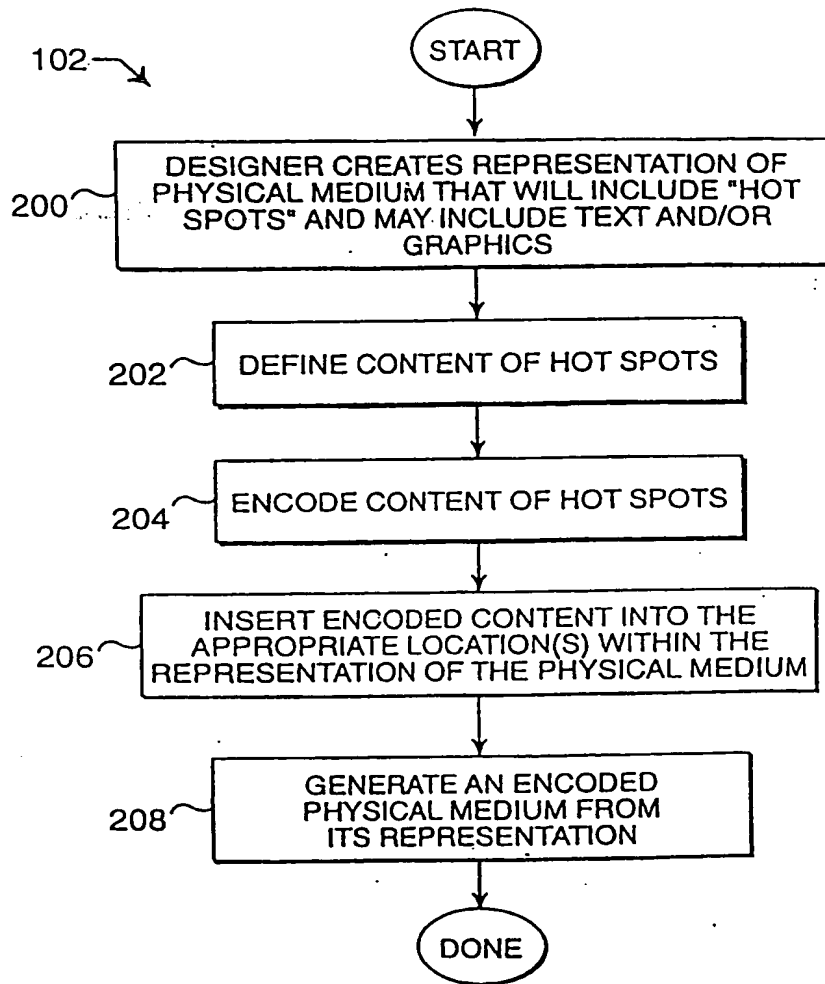 START
102
DESIGNER CREATES REPRESENTATION OF
PHYSICAL MEDIUM THAT WILL INCLUDE "HOT
SPOTS" AND MAY INCLUDE TEXT AND/OR
GRAPHICS
200
DEFINE CONTENT OF HOT SPOTS
202
ENCODE CONTENT OF HOT SPOTS
204
INSERT ENCODED CONTENT INTO THE
APPROPRIATE LOCATION(S) WITHIN THE
REPRESENTATION OF THE PHYSICAL MEDIUM
206
GENERATE AN ENCODED
PHYSICAL MEDIUM FROM
ITS REPRESENTATION
208
DONE